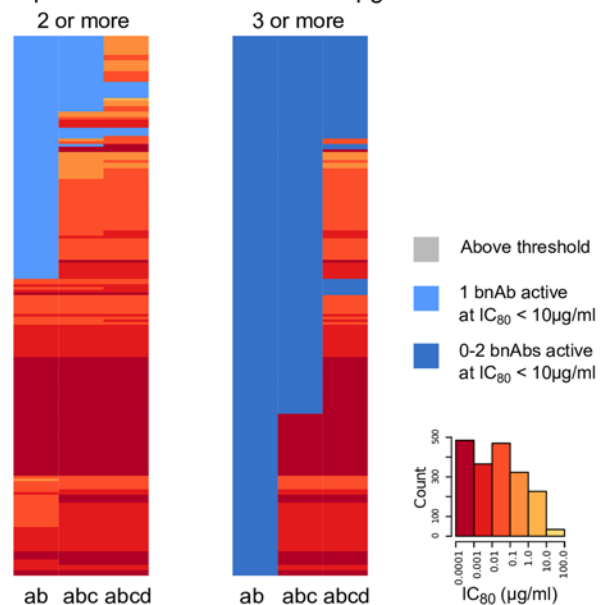 2 or more
3 or more
ab abc abcd
ab abc abcd
Above threshold
1 bnAb active
at IC80 < 10µg/ml
0-2 bnAbs active
at IC80 < 10µg/ml
Count
0 100 300 500
0.0001 0.001 0.01 0.1 1.0 10.0 100.0
IC80 (µg/ml)